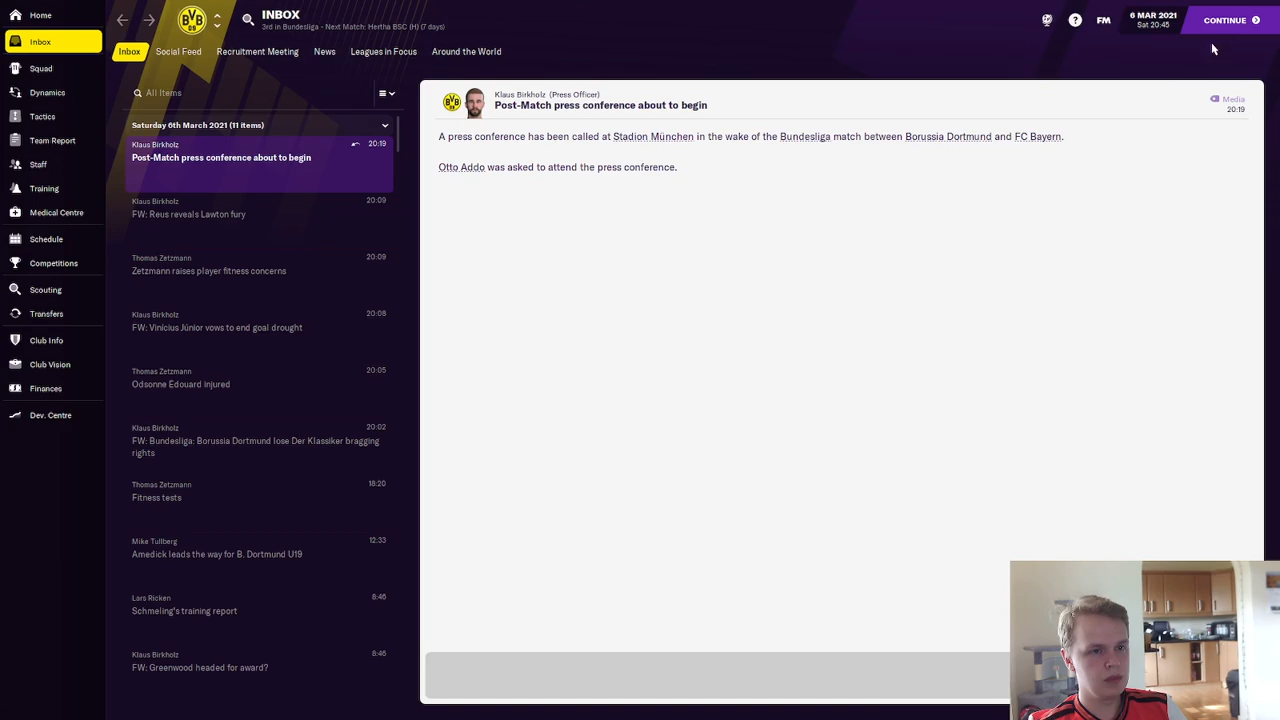 Home
Inbox
Squad
Dynamics
Tactics
Team Report
Staff
Training
Medical Centre
Schedule
Competitions
Scouting
Transfers
Club Info
Club Vision
Finances
Dev. Centre
BVB 09
INBOX
3rd in Bundesliga - Next Match: Hertha BSC (H) (7 days)
? FM
6 MAR 2021
Sat 20:45
CONTINUE
Inbox Social Feed Recruitment Meeting News Leagues in Focus Around the World
All Items
Saturday 6th March 2021 (11 items)
Klaus Birkholz 20:19
Post-Match press conference about to begin
Klaus Birkholz 20:09
FW: Reus reveals Lawton fury
Thomas Zetzmann 20:09
Zetzmann raises player fitness concerns
Klaus Birkholz 20:08
FW: Vinícius Júnior vows to end goal drought
Thomas Zetzmann 20:05
Odsonne Edouard injured
Klaus Birkholz 20:02
FW: Bundesliga: Borussia Dortmund lose Der Klassiker bragging
rights
Thomas Zetzmann 18:20
Fitness tests
Mike Tullberg 12:33
Amedick leads the way for B. Dortmund U19
Lars Ricken 8:46
Schmeling's training report
Klaus Birkholz 8:46
FW: Greenwood headed for award?
BVB 09
Klaus Birkholz (Press Officer)
Post-Match press conference about to begin
Media
20:19
A press conference has been called at Stadion München in the wake of the Bundesliga match between Borussia Dortmund and FC Bayern.
Otto Addo was asked to attend the press conference.